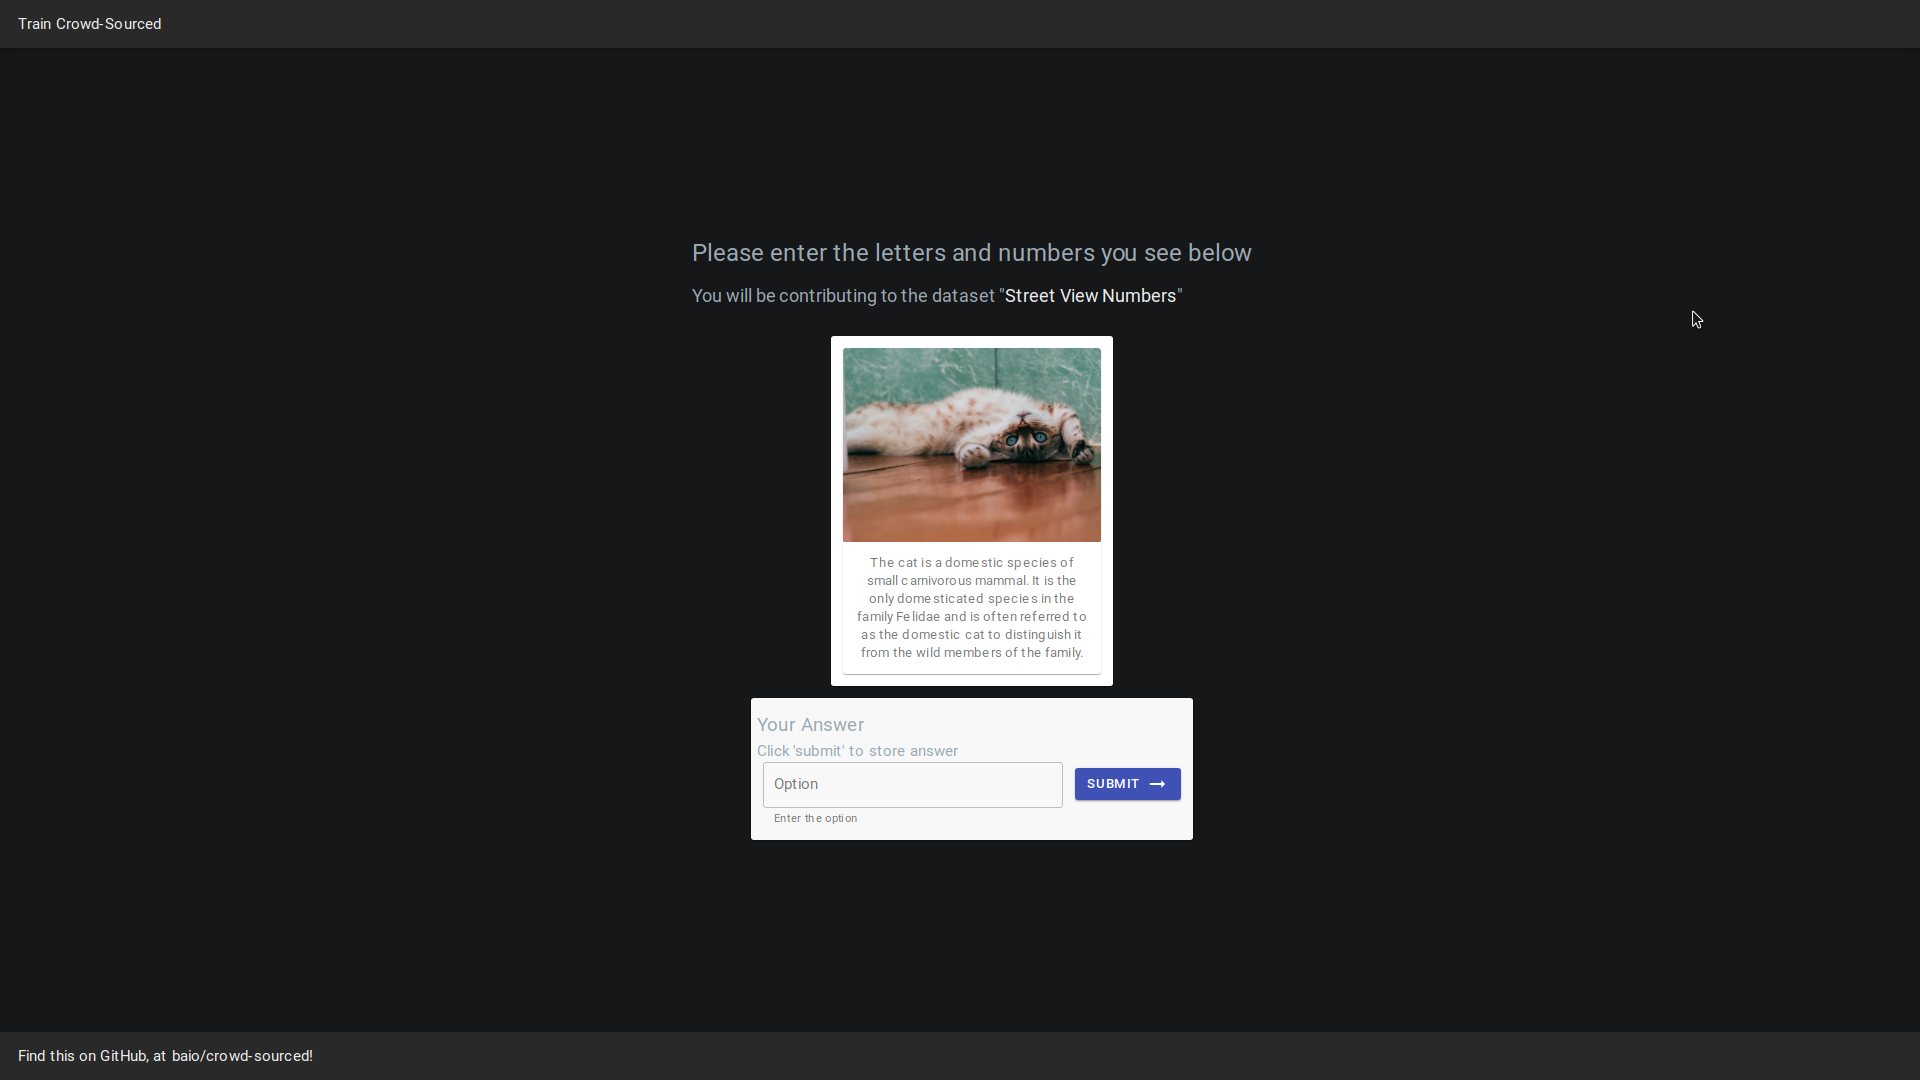 Train Crowd-Sourced
Please enter the letters and numbers you see below
You will be contributing to the dataset "Street View Numbers"
The cat is a domestic species of
small carnivorous mammal. It is the
only domesticated species in the
family Felidae and is often referred to
as the domestic cat to distinguish it
from the wild members of the family.
Your Answer
Click 'submit' to store answer
Option
SUBMIT
Enter the option
Find this on GitHub, at baio/crowd-sourced!